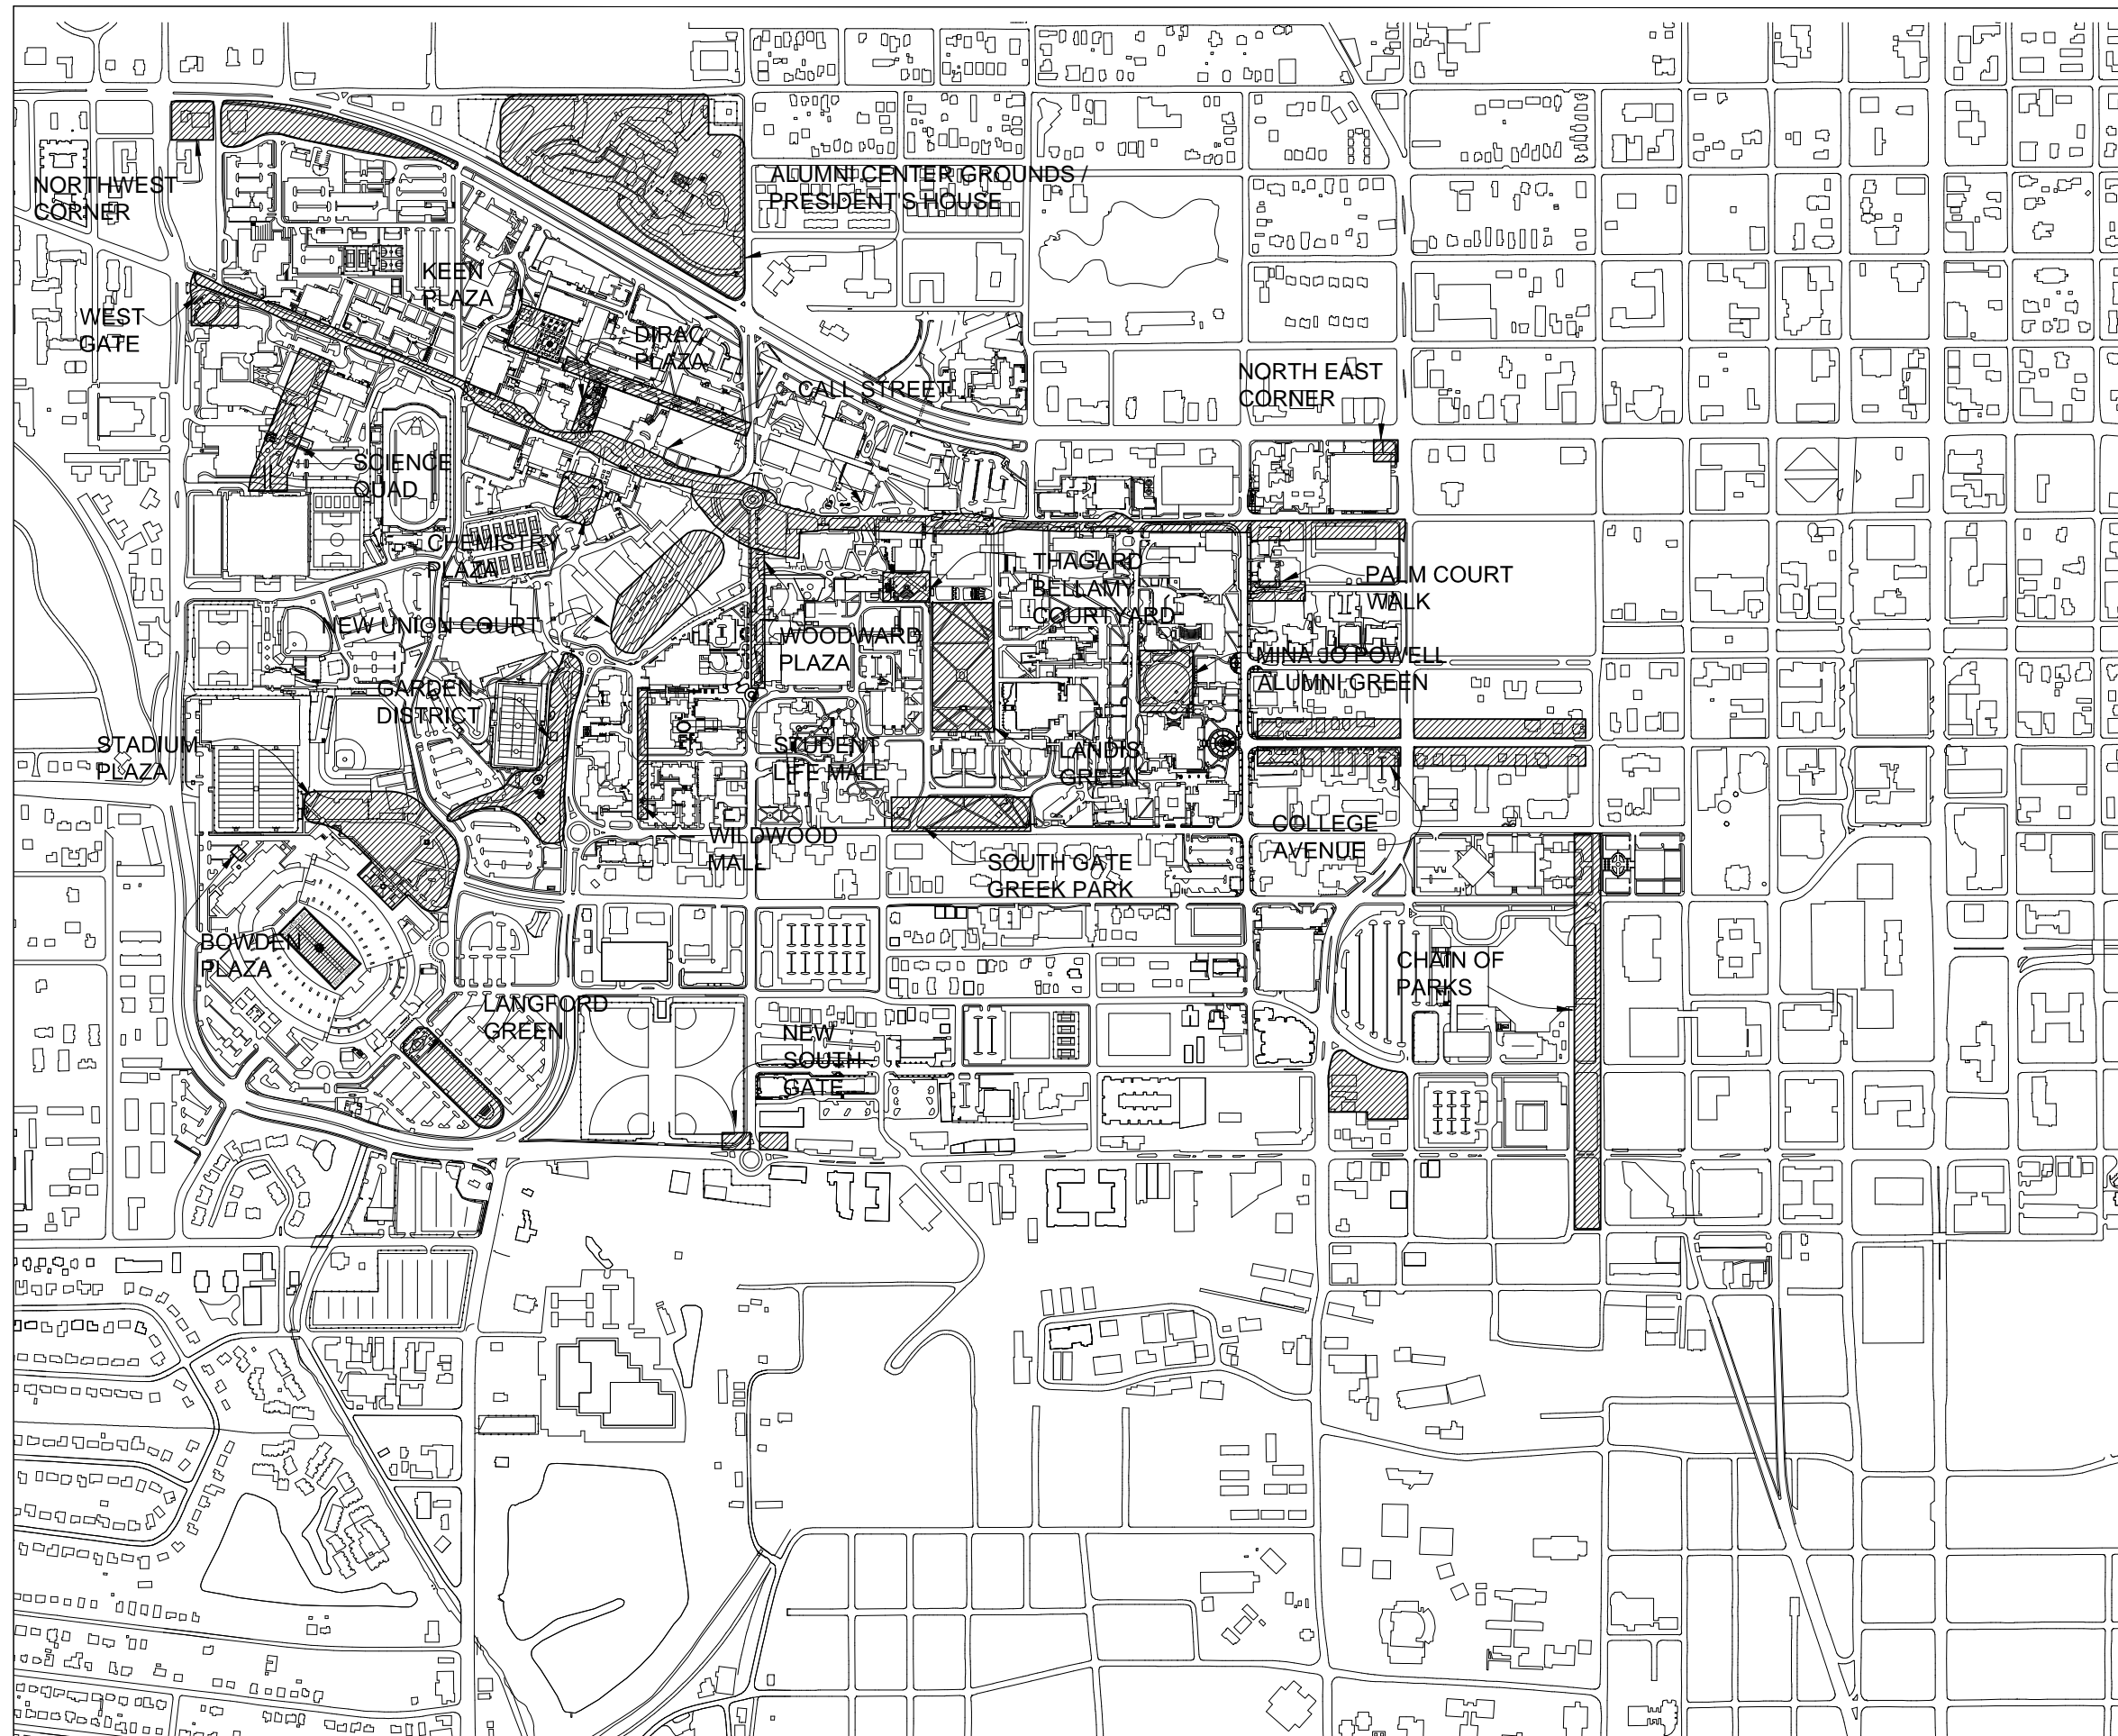 NORTHWEST
CORNER
ALUMNI CENTER GROUNDS /
PRESIDENT'S HOUSE
KEEN
PLAZA
WEST
GATE
DIRAC
PLAZA
CALL STREET
NORTH EAST
CORNER
SCIENCE
QUAD
CHEMISTRY
PLAZA
THAGARD
BELLAMY
COURTYARD
PALM COURT
WALK
NEW UNION COURT
WOODWARD
PLAZA
MINA JO POWELL
ALUMNI GREEN
GARDEN
DISTRICT
STADIUM
PLAZA
STUDENT
LIFE MALL
LANDIS
GREEN
WILDWOOD
MALL
COLLEGE
AVENUE
SOUTH GATE
GREEK PARK
BOWDEN
PLAZA
CHAIN OF
PARKS
LANGFORD
GREEN
NEW
SOUTH
GATE